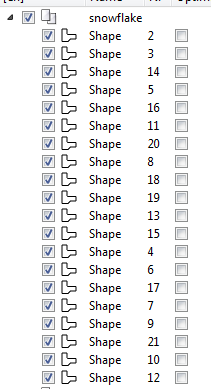 snowflake
Shape 2
Shape 3
Shape 14
Shape 5
Shape 16
Shape 11
Shape 20
Shape 8
Shape 18
Shape 19
Shape 13
Shape 15
Shape 4
Shape 6
Shape 17
Shape 7
Shape 9
Shape 21
Shape 10
Shape 12